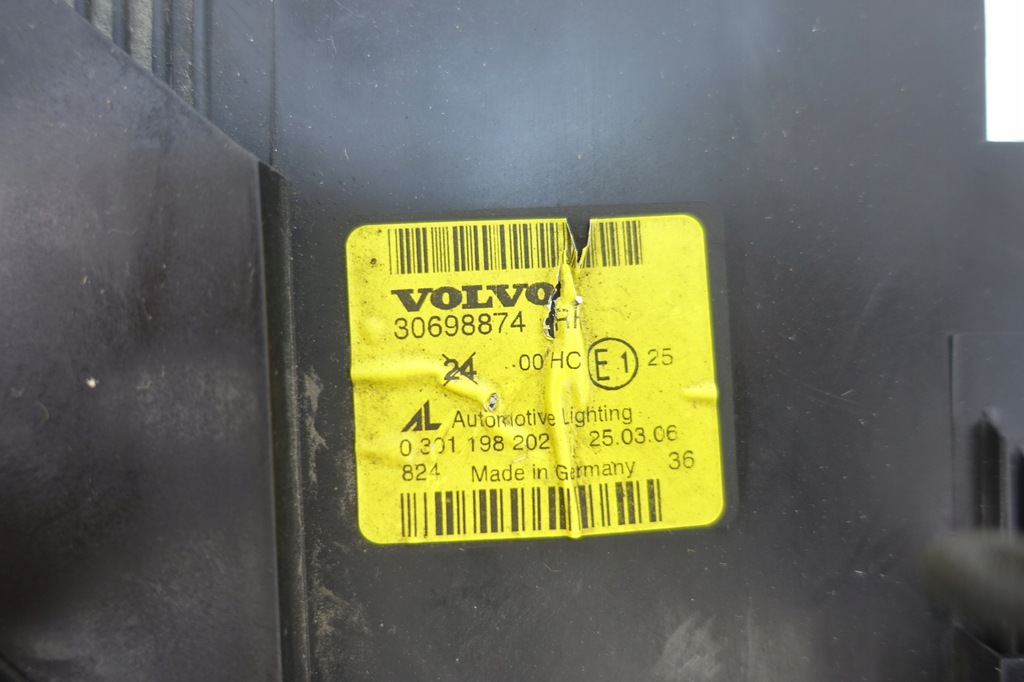 VOLVO
30698874
24 00 HC E1 25
AL Automotive Lighting
0 301 198 202 25.03.06
824 Made in Germany 36